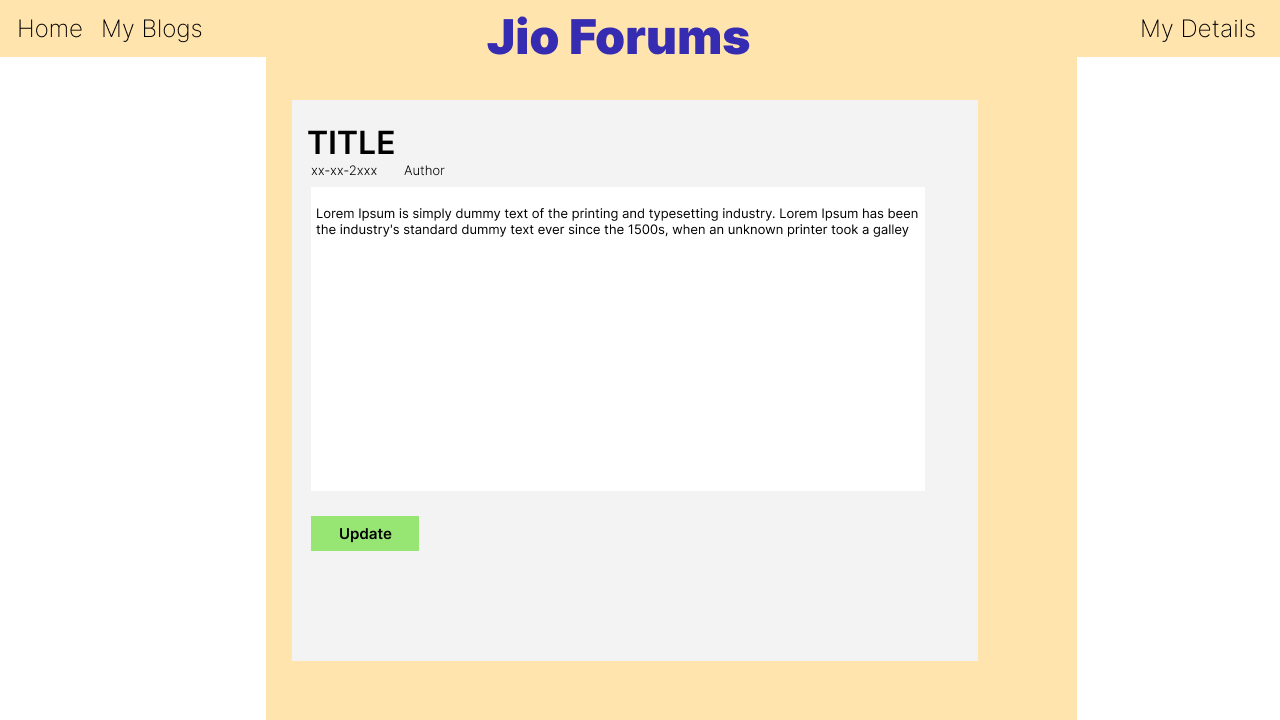 Home My Blogs Jio Forums My Details
TITLE
xx-xx-2xxx Author
Lorem Ipsum is simply dummy text of the printing and typesetting industry. Lorem Ipsum has been
the industry's standard dummy text ever since the 1500s, when an unknown printer took a galley
Update